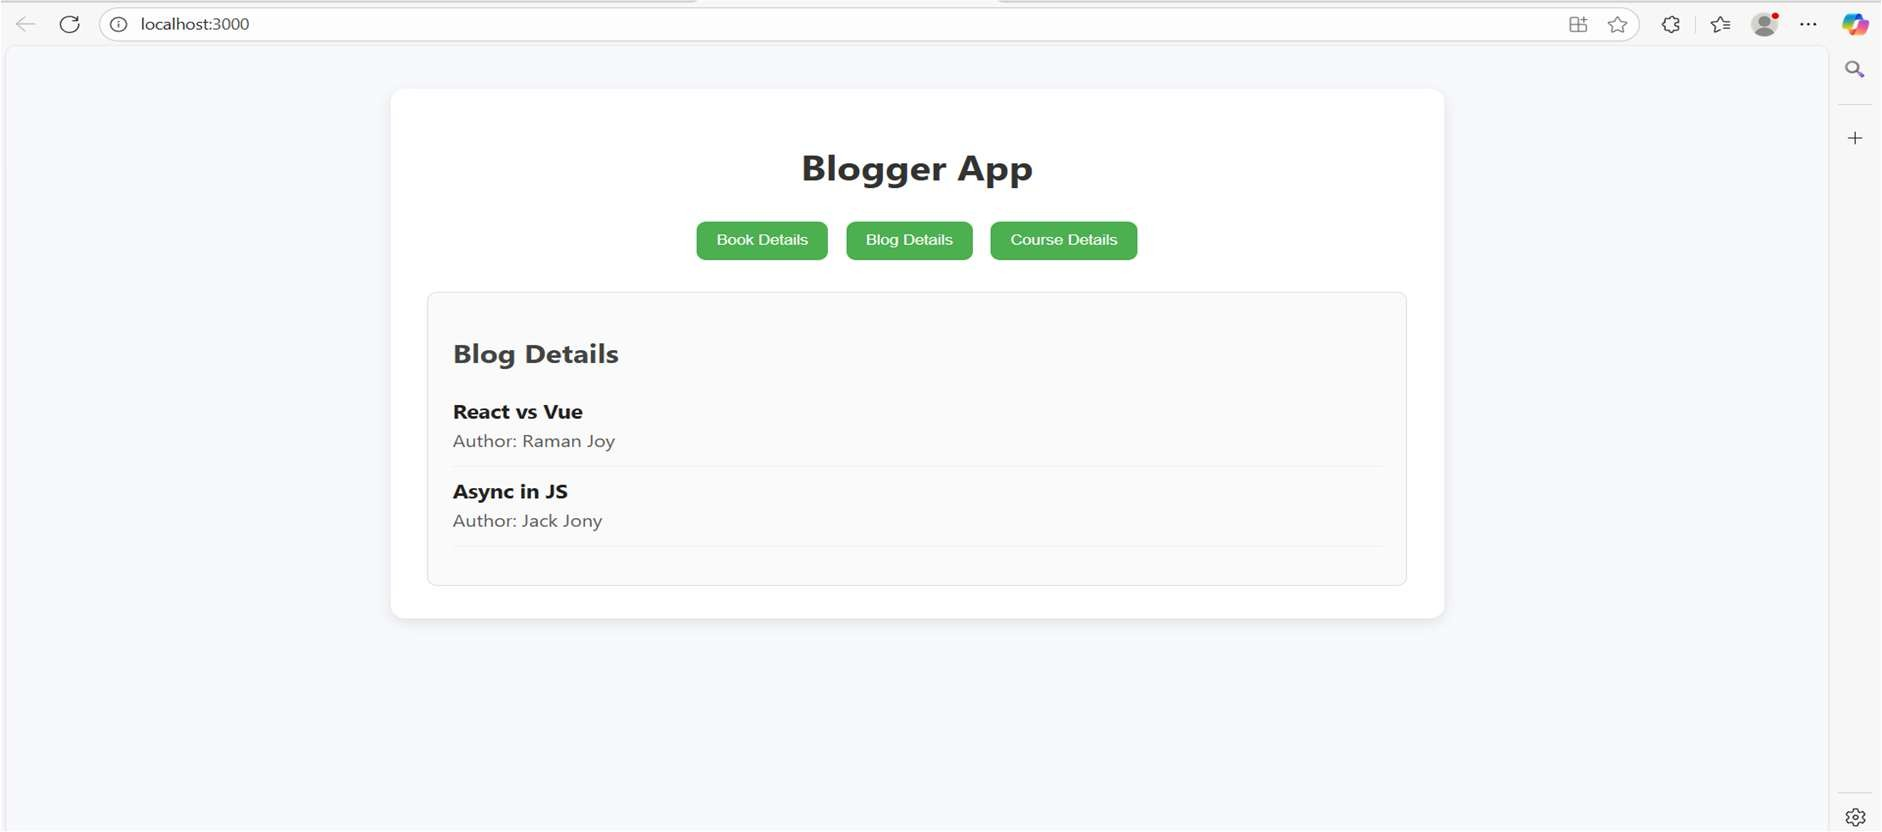 localhost:3000
Blogger App
Book Details Blog Details Course Details
Blog Details
React vs Vue
Author: Raman Joy
Async in JS
Author: Jack Jony